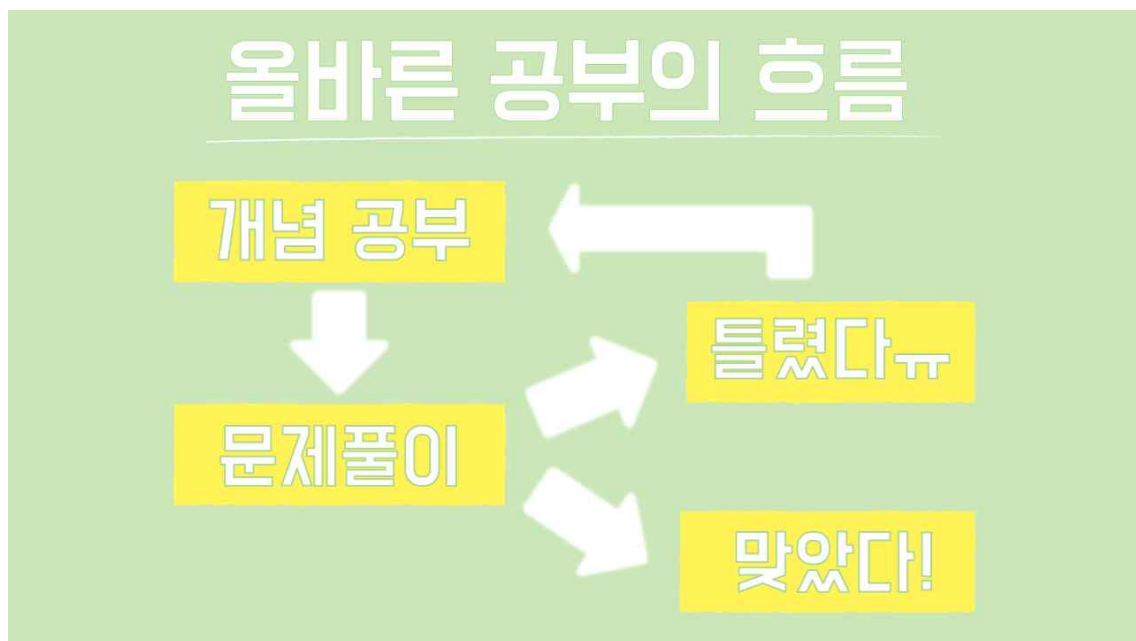 올바른 공부의 흐름
개념 공부
틀렸다ㅠ
문제풀이
맞았다!